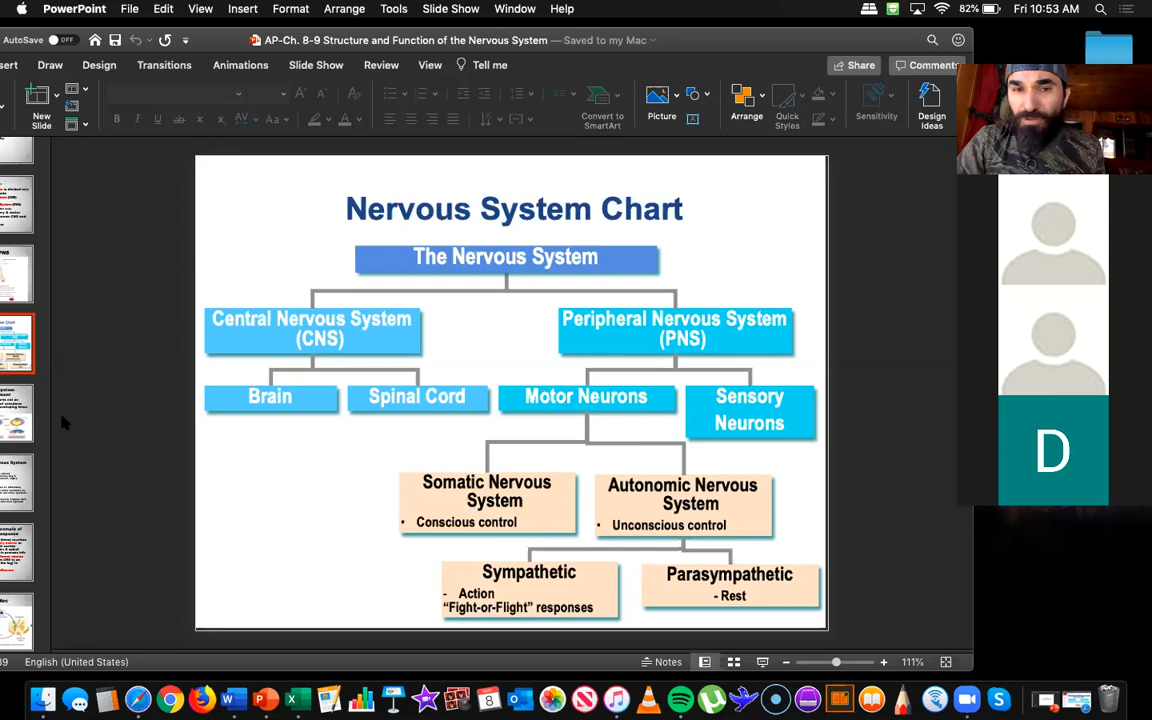 PowerPoint File Edit View Insert Format Arrange Tools Slide Show Window Help 82% Fri 10:53 AM
AutoSave OFF AP-Ch. 8-9 Structure and Function of the Nervous System — Saved to my Mac
sert Draw Design Transitions Animations Slide Show Review View Tell me Share Comments
New Slide
Convert to SmartArt
Picture
Arrange
Quick Styles
Sensitivity
Design Ideas
Nervous System Chart
The Nervous System
Central Nervous System
(CNS)
Peripheral Nervous System
(PNS)
Brain
Spinal Cord
Motor Neurons
Sensory
Neurons
Somatic Nervous
System
• Conscious control
Autonomic Nervous
System
• Unconscious control
Sympathetic
- Action
“Fight-or-Flight” responses
Parasympathetic
- Rest
D
39 English (United States) Notes 111%
8